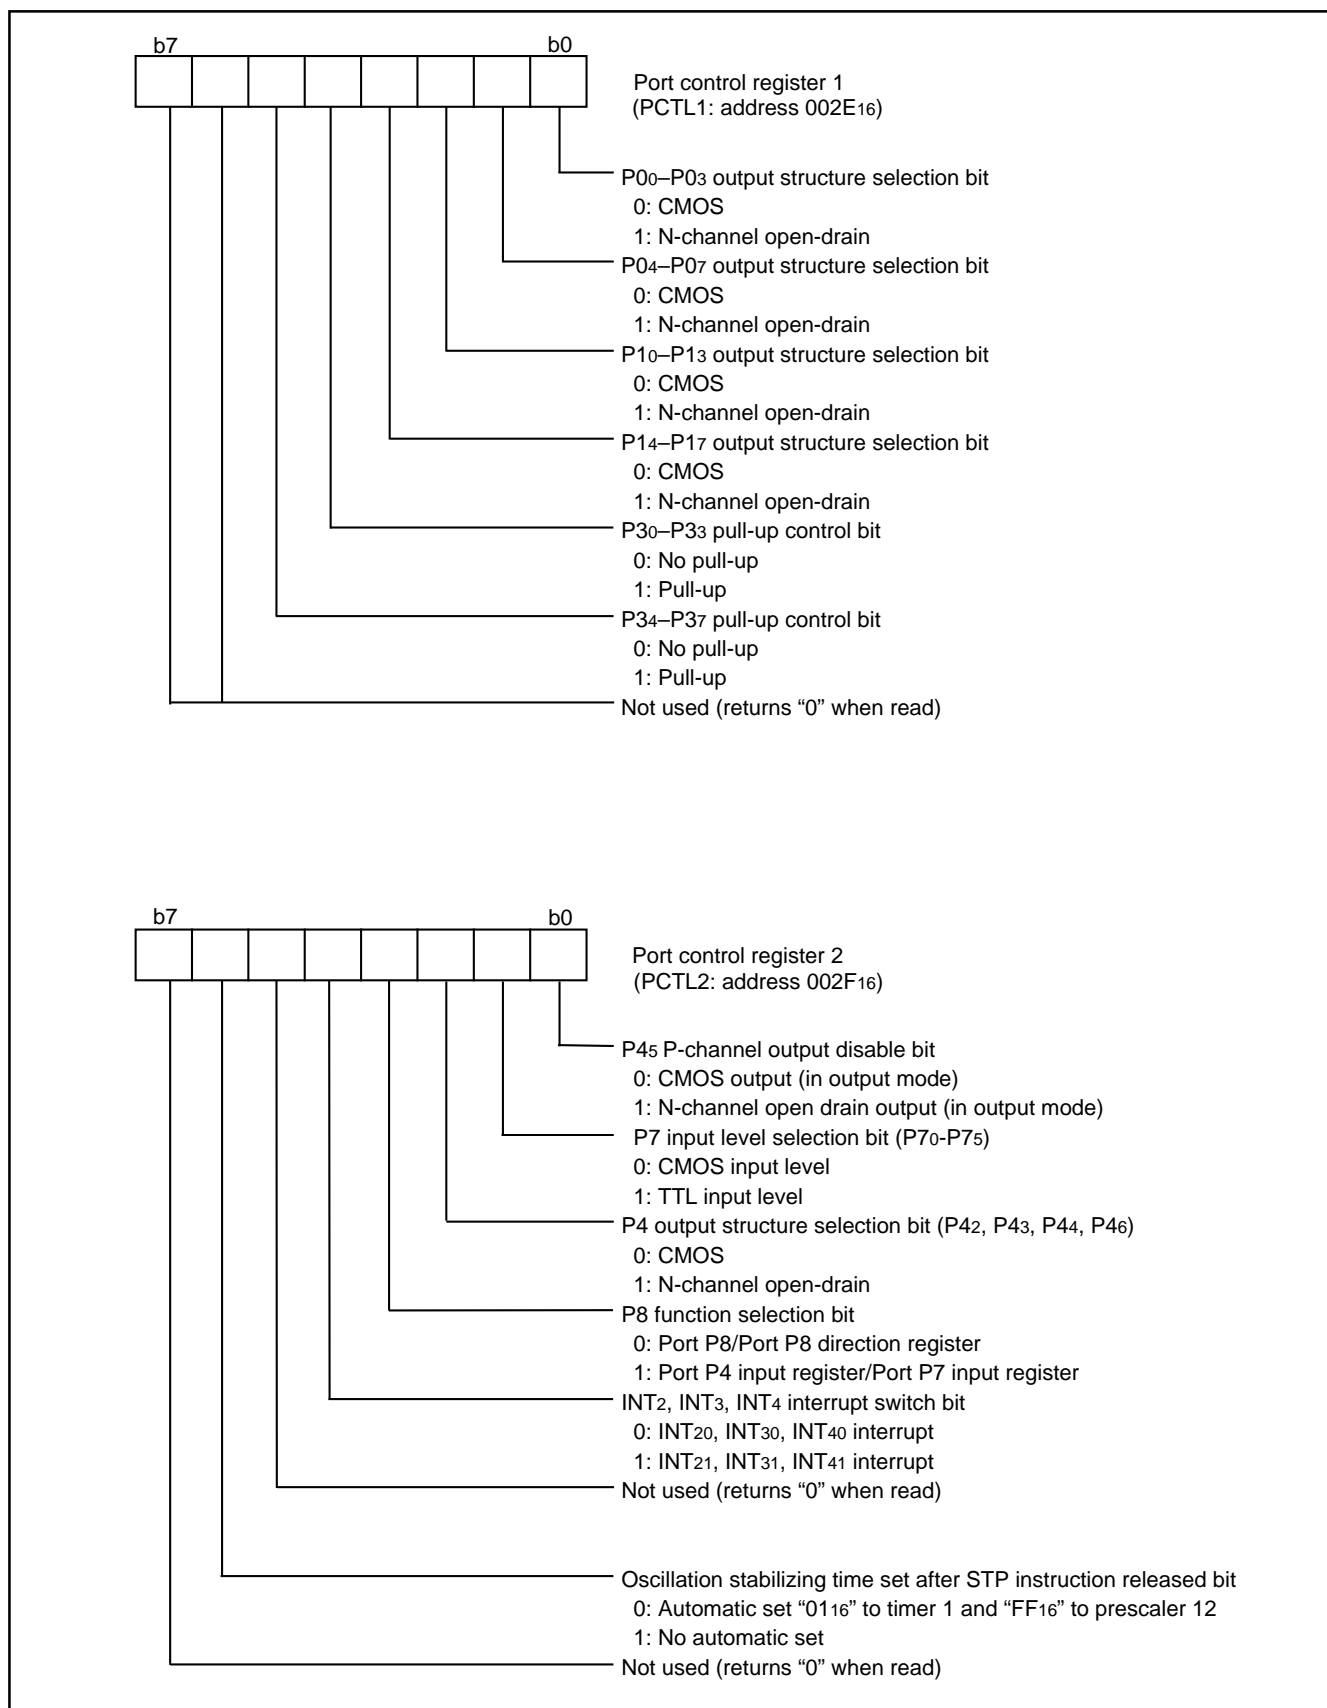 b7 b0
Port control register 1
(PCTL1: address 002E16)
P00–P03 output structure selection bit
0: CMOS
1: N-channel open-drain
P04–P07 output structure selection bit
0: CMOS
1: N-channel open-drain
P10–P13 output structure selection bit
0: CMOS
1: N-channel open-drain
P14–P17 output structure selection bit
0: CMOS
1: N-channel open-drain
P30–P33 pull-up control bit
0: No pull-up
1: Pull-up
P34–P37 pull-up control bit
0: No pull-up
1: Pull-up
Not used (returns “0” when read)
b7 b0
Port control register 2
(PCTL2: address 002F16)
P45 P-channel output disable bit
0: CMOS output (in output mode)
1: N-channel open drain output (in output mode)
P7 input level selection bit (P70-P75)
0: CMOS input level
1: TTL input level
P4 output structure selection bit (P42, P43, P44, P46)
0: CMOS
1: N-channel open-drain
P8 function selection bit
0: Port P8/Port P8 direction register
1: Port P4 input register/Port P7 input register
INT2, INT3, INT4 interrupt switch bit
0: INT20, INT30, INT40 interrupt
1: INT21, INT31, INT41 interrupt
Not used (returns “0” when read)
Oscillation stabilizing time set after STP instruction released bit
0: Automatic set “0116” to timer 1 and “FF16” to prescaler 12
1: No automatic set
Not used (returns “0” when read)